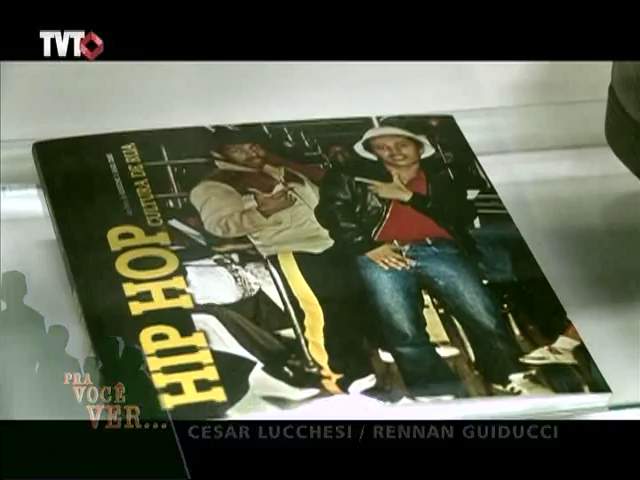 TVT
HIP HOP
CULTURA DE RUA
PRA
VOCÊ
VER...
CESAR LUCCHESI / RENNAN GUIDUCCI